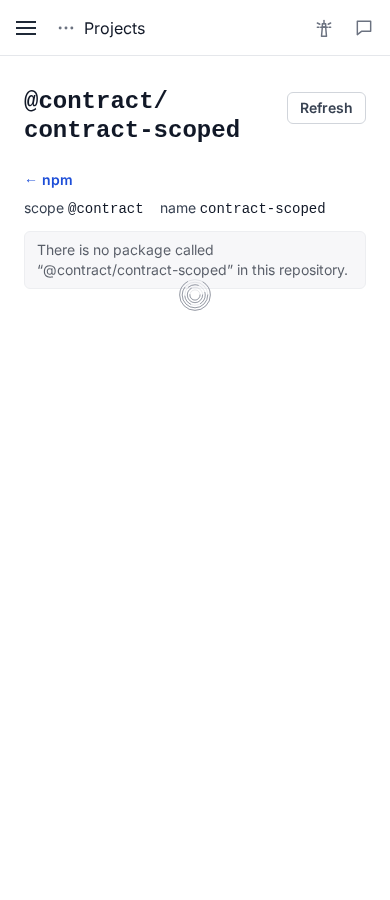 Projects
@contract/
contract-scoped
Refresh
← npm
scope @contract name contract-scoped
There is no package called
“@contract/contract-scoped” in this repository.